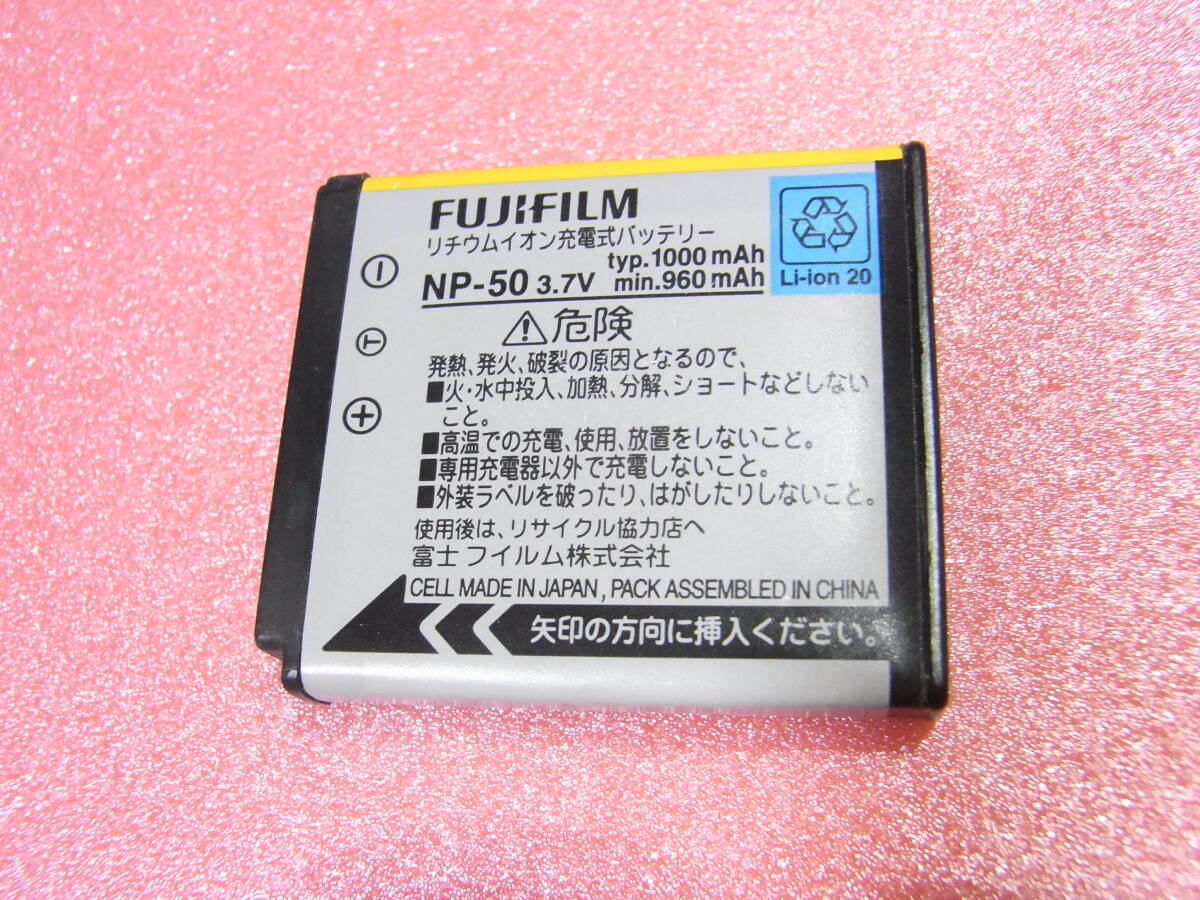 FUJIFILM
リチウムイオン充電式バッテリー
NP-50 3.7V
typ.1000 mAh
min.960 mAh
Li-ion 20
危険
発熱、発火、破裂の原因となるので、
■火・水中投入、加熱、分解、ショートなどしない
こと。
■高温での充電、使用、放置をしないこと。
■専用充電器以外で充電しないこと。
■外装ラベルを破ったり、はがしたりしないこと。
使用後は、リサイクル協力店へ
富士フイルム株式会社
CELL MADE IN JAPAN, PACK ASSEMBLED IN CHINA
矢印の方向に挿入ください。
−
T
+